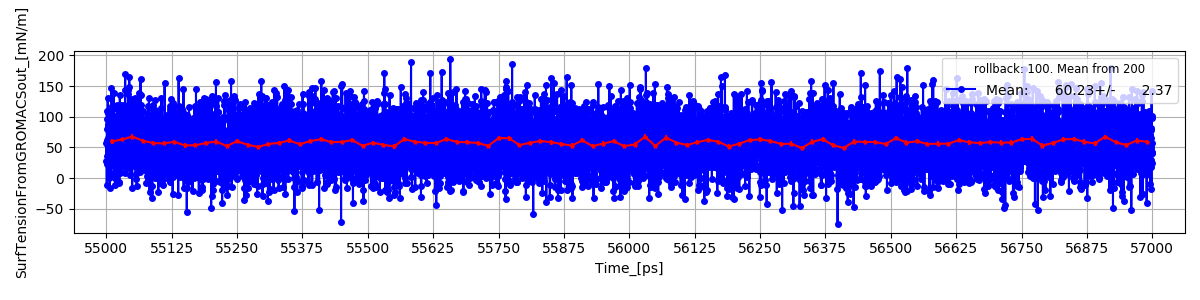 SurfTensionFromGROMACSout_[mN/m]
200
150
100
50
0
−50
rollback: 100. Mean from 200
Mean: 60.23+/- 2.37
55000 55125 55250 55375 55500 55625 55750 55875 56000 56125 56250 56375 56500 56625 56750 56875 57000
Time_[ps]